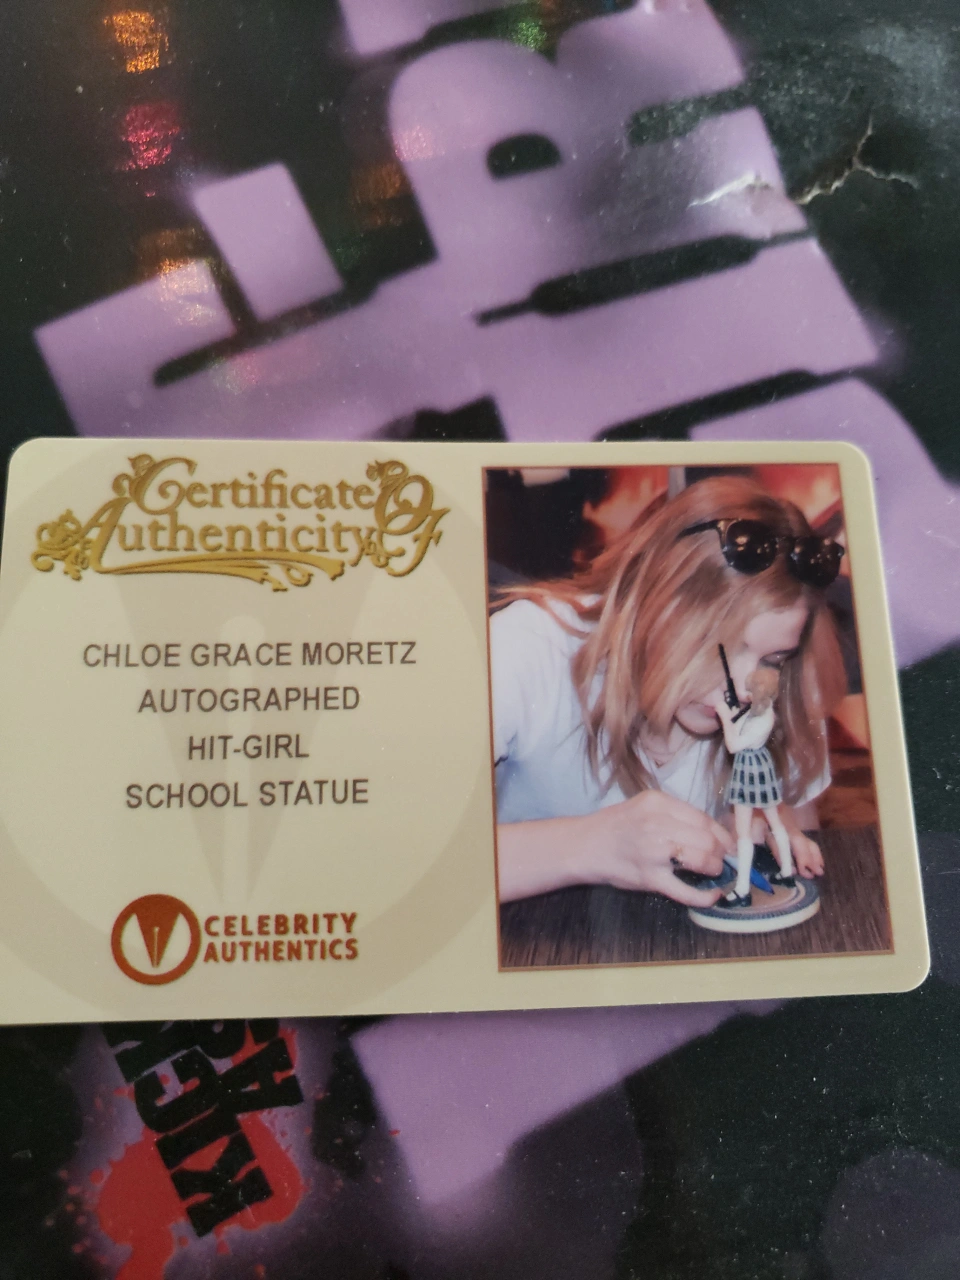 Certificate Of
Authenticity
CHLOE GRACE MORETZ
AUTOGRAPHED
HIT-GIRL
SCHOOL STATUE
CELEBRITY
AUTHENTICS